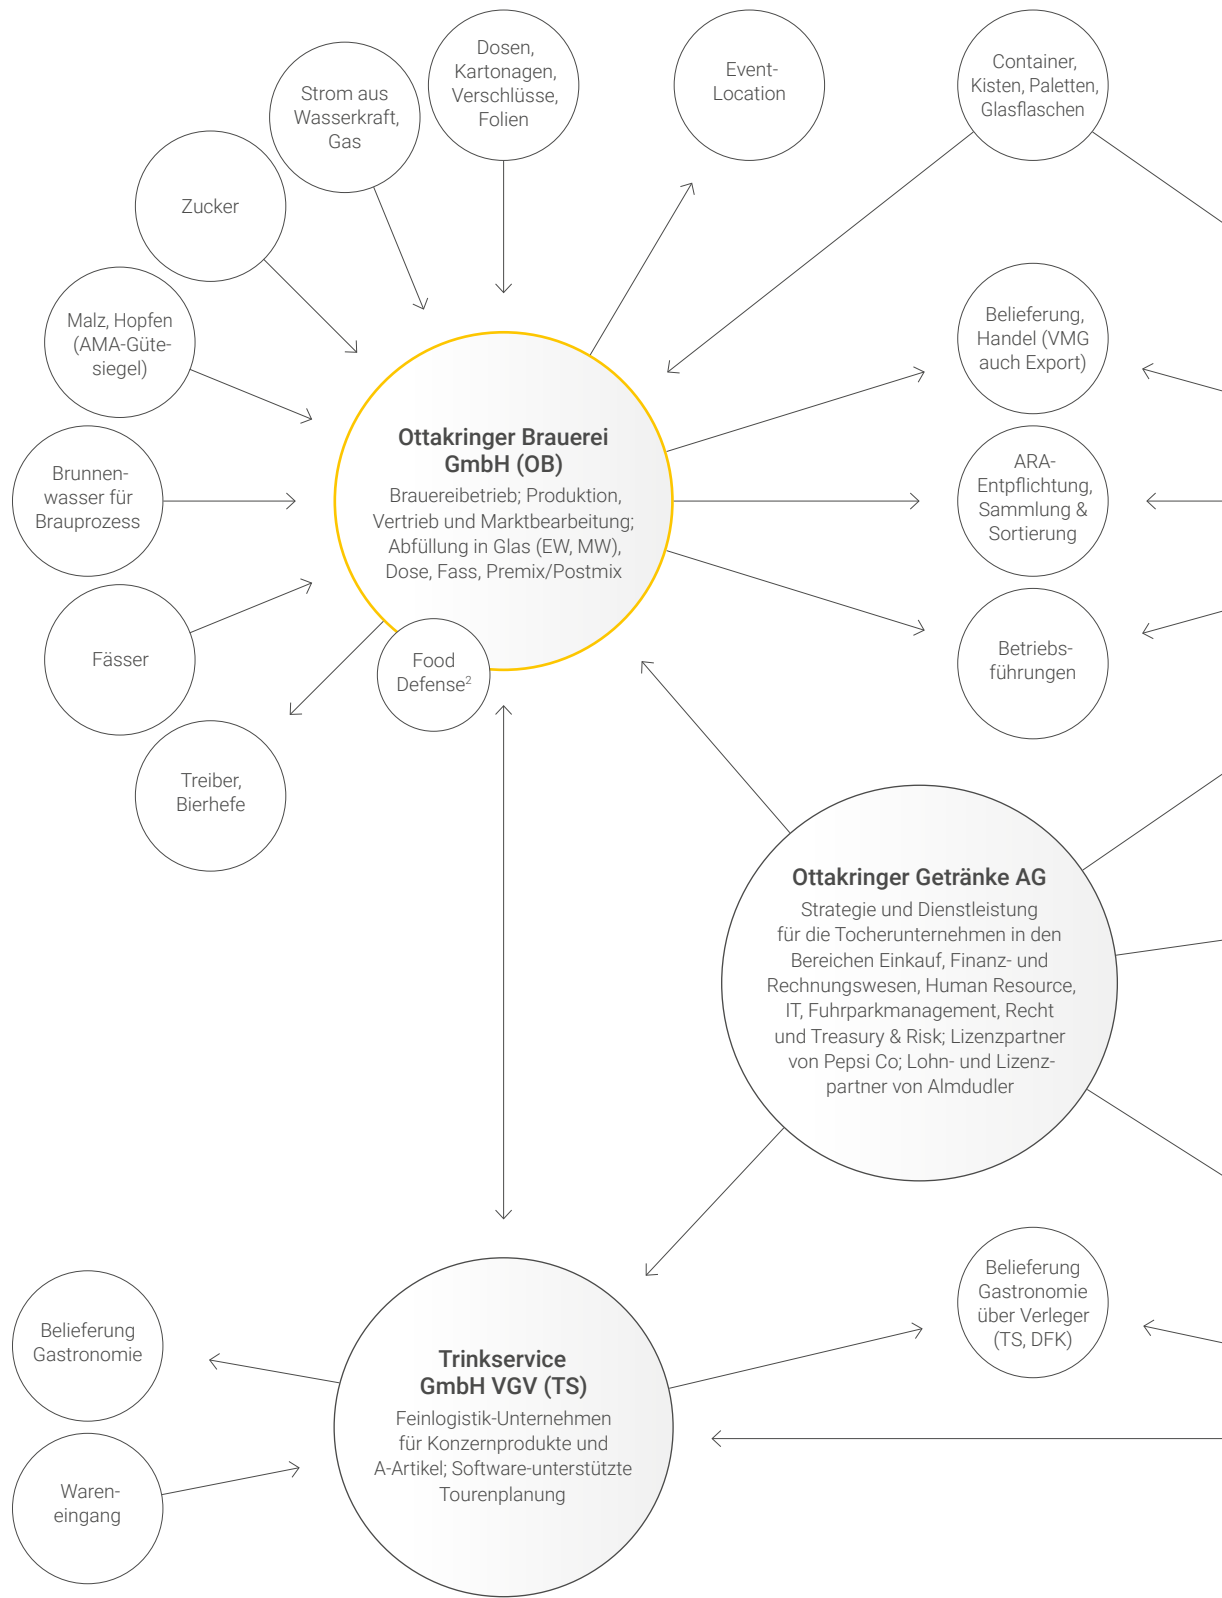 Dosen,
Kartonagen,
Verschlüsse,
Folien
Event-
Location
Container,
Kisten, Paletten,
Glasflaschen
Strom aus
Wasserkraft,
Gas
Zucker
Malz, Hopfen
(AMA-Güte-
siegel)
Belieferung,
Handel (VMG
auch Export)
Ottakringer Brauerei
GmbH (OB)
Brauereibetrieb; Produktion,
Vertrieb und Marktbearbeitung;
Abfüllung in Glas (EW, MW),
Dose, Fass, Premix/Postmix
Brunnen-
wasser für
Brauprozess
ARA-
Entpflichtung,
Sammlung &
Sortierung
Fässer
Food
Defense²
Betriebs-
führungen
Treiber,
Bierhefe
Ottakringer Getränke AG
Strategie und Dienstleistung
für die Tocherunternehmen in den
Bereichen Einkauf, Finanz- und
Rechnungswesen, Human Resource,
IT, Fuhrparkmanagement, Recht
und Treasury & Risk; Lizenzpartner
von Pepsi Co; Lohn- und Lizenz-
partner von Almdudler
Belieferung
Gastronomie
Trinkservice
GmbH VGV (TS)
Feinlogistik-Unternehmen
für Konzernprodukte und
A-Artikel; Software-unterstützte
Tourenplanung
Belieferung
Gastronomie
über Verleger
(TS, DFK)
Waren-
eingang